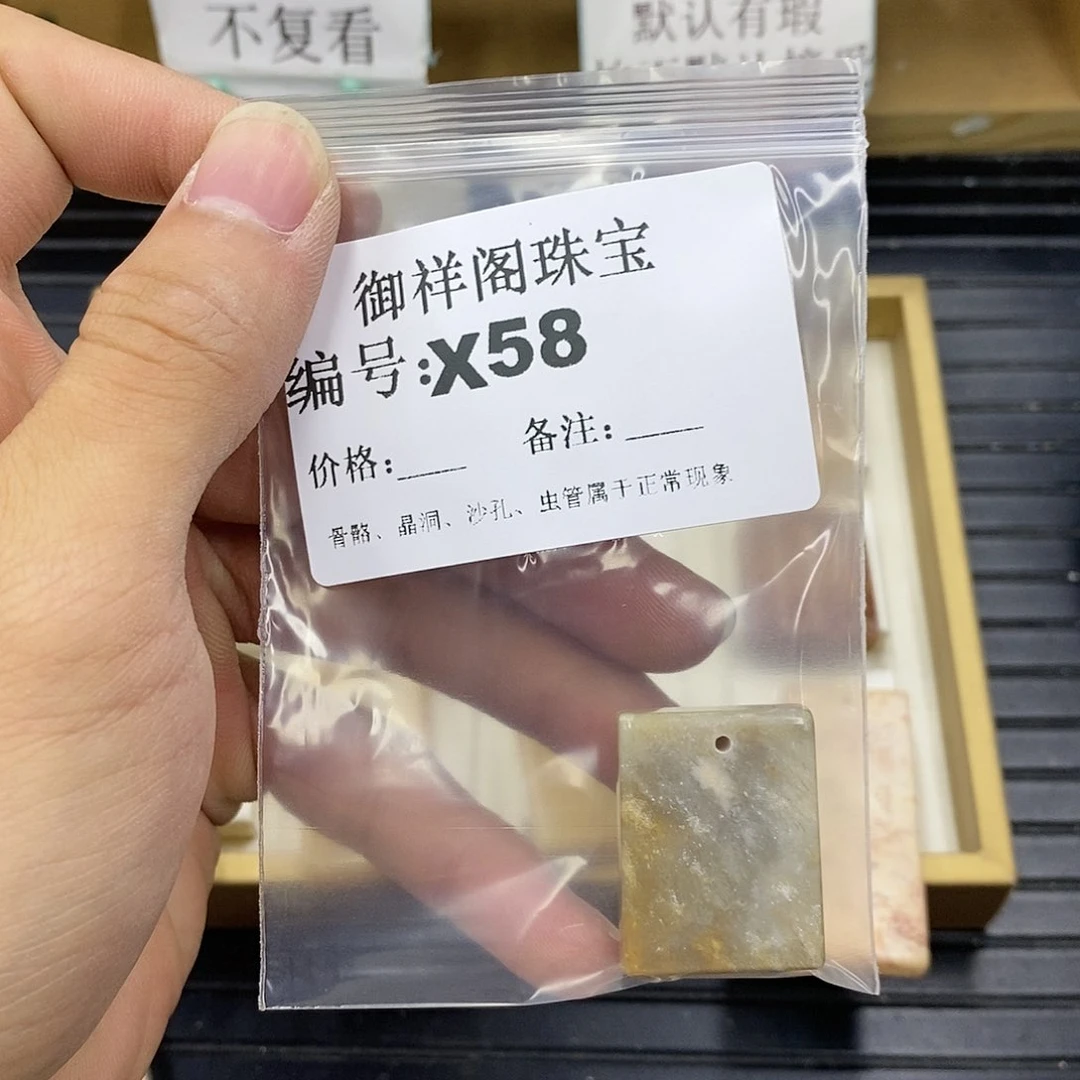 不复看
默认有瑕
御祥阁珠宝
编号:X58
价格:____ 备注:____
骨骼、晶洞、沙孔、虫管属于正常现象